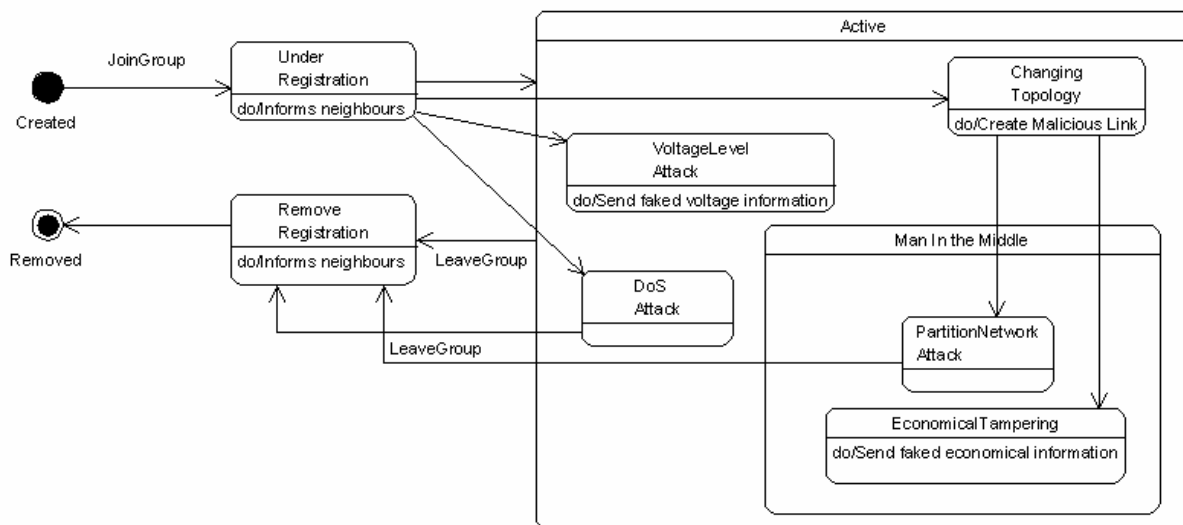 Active
JoinGroup
Under
Registration
do/Informs neighbours
Created
Changing
Topology
do/Create Malicious Link
VoltageLevel
Attack
do/Send faked voltage information
Remove
Registration
do/Informs neighbours
Removed
LeaveGroup
Man In the Middle
DoS
Attack
LeaveGroup
PartitionNetwork
Attack
EconomicalTampering
do/Send faked economical information